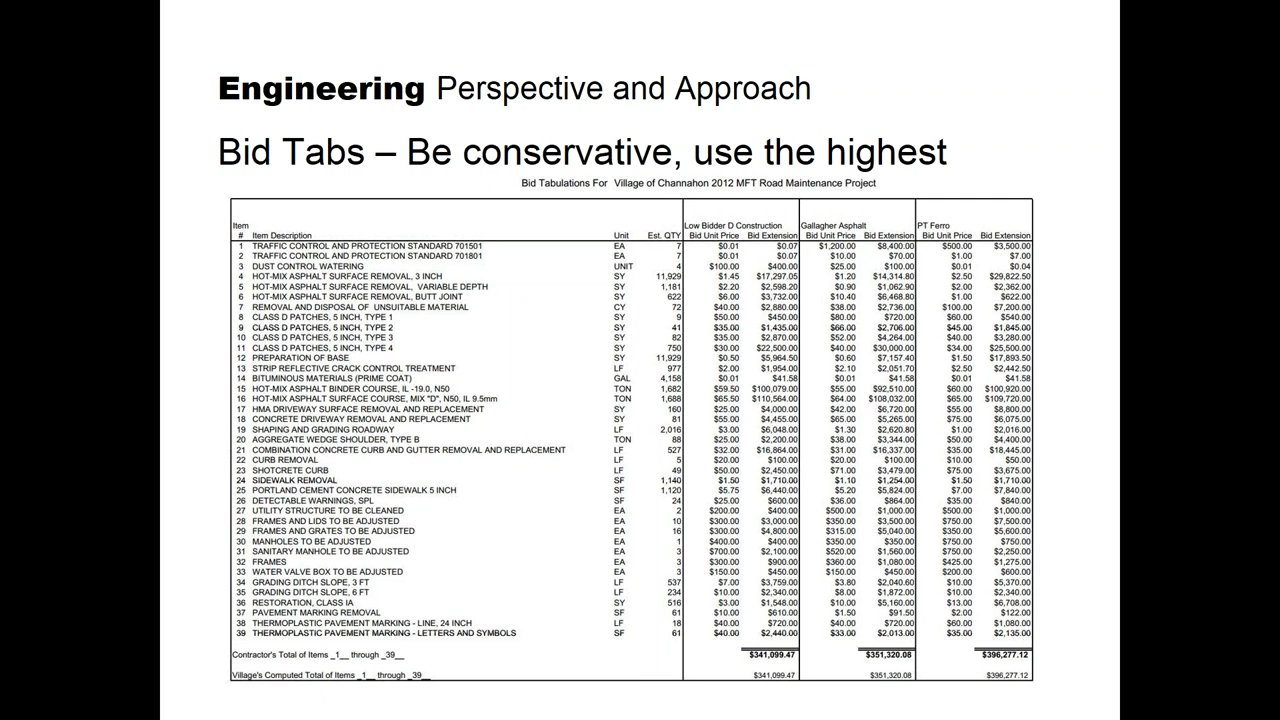 Engineering Perspective and Approach
Bid Tabs – Be conservative, use the highest
Bid Tabulations For Village of Channahon 2012 MFT Road Maintenance Project
Low Bidder D Construction Gallagher Asphalt PT Ferro
Item # Item Description Unit Est. QTY Bid Unit Price Bid Extension Bid Unit Price Bid Extension Bid Unit Price Bid Extension
1 TRAFFIC CONTROL AND PROTECTION STANDARD 701501 EA 7 $0.01 $0.07 $1,200.00 $8,400.00 $500.00 $3,500.00
2 TRAFFIC CONTROL AND PROTECTION STANDARD 701801 EA 7 $0.01 $0.07 $10.00 $70.00 $1.00 $7.00
3 DUST CONTROL WATERING UNIT 4 $100.00 $400.00 $25.00 $100.00 $0.01 $0.04
4 HOT-MIX ASPHALT SURFACE REMOVAL, 3 INCH SY 11,929 $1.45 $17,297.05 $1.20 $14,314.80 $2.50 $29,822.50
5 HOT-MIX ASPHALT SURFACE REMOVAL, VARIABLE DEPTH SY 1,181 $2.20 $2,598.20 $0.90 $1,062.90 $2.00 $2,362.00
6 HOT-MIX ASPHALT SURFACE REMOVAL, BUTT JOINT SY 622 $6.00 $3,732.00 $10.40 $6,468.80 $1.00 $622.00
7 REMOVAL AND DISPOSAL OF UNSUITABLE MATERIAL CY 72 $40.00 $2,880.00 $38.00 $2,736.00 $100.00 $7,200.00
8 CLASS D PATCHES, 5 INCH, TYPE 1 SY 9 $50.00 $450.00 $80.00 $720.00 $60.00 $540.00
9 CLASS D PATCHES, 5 INCH, TYPE 2 SY 41 $35.00 $1,435.00 $66.00 $2,706.00 $45.00 $1,845.00
10 CLASS D PATCHES, 5 INCH, TYPE 3 SY 82 $35.00 $2,870.00 $52.00 $4,264.00 $40.00 $3,280.00
11 CLASS D PATCHES, 5 INCH, TYPE 4 SY 750 $30.00 $22,500.00 $40.00 $30,000.00 $34.00 $25,500.00
12 PREPARATION OF BASE SY 11,929 $0.50 $5,964.50 $0.60 $7,157.40 $1.50 $17,893.50
13 STRIP REFLECTIVE CRACK CONTROL TREATMENT LF 977 $2.00 $1,954.00 $2.10 $2,051.70 $2.50 $2,442.50
14 BITUMINOUS MATERIALS (PRIME COAT) GAL 4,158 $0.01 $41.58 $0.01 $41.58 $0.01 $41.58
15 HOT-MIX ASPHALT BINDER COURSE, IL -19.0, N50 TON 1,682 $59.50 $100,079.00 $55.00 $92,510.00 $60.00 $100,920.00
16 HOT-MIX ASPHALT SURFACE COURSE, MIX "D", N50, IL 9.5mm TON 1,688 $65.50 $110,564.00 $64.00 $108,032.00 $65.00 $109,720.00
17 HMA DRIVEWAY SURFACE REMOVAL AND REPLACEMENT SY 160 $25.00 $4,000.00 $42.00 $6,720.00 $55.00 $8,800.00
18 CONCRETE DRIVEWAY REMOVAL AND REPLACEMENT SY 81 $55.00 $4,455.00 $65.00 $5,265.00 $75.00 $6,075.00
19 SHAPING AND GRADING ROADWAY LF 2,016 $3.00 $6,048.00 $1.30 $2,620.80 $1.00 $2,016.00
20 AGGREGATE WEDGE SHOULDER, TYPE B TON 88 $25.00 $2,200.00 $38.00 $3,344.00 $50.00 $4,400.00
21 COMBINATION CONCRETE CURB AND GUTTER REMOVAL AND REPLACEMENT LF 527 $32.00 $16,864.00 $31.00 $16,337.00 $35.00 $18,445.00
22 CURB REMOVAL LF 5 $20.00 $100.00 $20.00 $100.00 $10.00 $50.00
23 SHOTCRETE CURB LF 49 $50.00 $2,450.00 $71.00 $3,479.00 $75.00 $3,675.00
24 SIDEWALK REMOVAL SF 1,140 $1.50 $1,710.00 $1.10 $1,254.00 $1.50 $1,710.00
25 PORTLAND CEMENT CONCRETE SIDEWALK 5 INCH SF 1,120 $5.75 $6,440.00 $5.20 $5,824.00 $7.00 $7,840.00
26 DETECTABLE WARNINGS, SPL SF 24 $25.00 $600.00 $36.00 $864.00 $35.00 $840.00
27 UTILITY STRUCTURE TO BE CLEANED EA 2 $200.00 $400.00 $500.00 $1,000.00 $500.00 $1,000.00
28 FRAMES AND LIDS TO BE ADJUSTED EA 10 $300.00 $3,000.00 $350.00 $3,500.00 $750.00 $7,500.00
29 FRAMES AND GRATES TO BE ADJUSTED EA 16 $300.00 $4,800.00 $315.00 $5,040.00 $350.00 $5,600.00
30 MANHOLES TO BE ADJUSTED EA 1 $400.00 $400.00 $350.00 $350.00 $750.00 $750.00
31 SANITARY MANHOLE TO BE ADJUSTED EA 3 $700.00 $2,100.00 $520.00 $1,560.00 $750.00 $2,250.00
32 FRAMES EA 3 $300.00 $900.00 $360.00 $1,080.00 $425.00 $1,275.00
33 WATER VALVE BOX TO BE ADJUSTED EA 3 $150.00 $450.00 $150.00 $450.00 $200.00 $600.00
34 GRADING DITCH SLOPE, 3 FT LF 537 $7.00 $3,759.00 $3.80 $2,040.60 $10.00 $5,370.00
35 GRADING DITCH SLOPE, 6 FT LF 234 $10.00 $2,340.00 $8.00 $1,872.00 $10.00 $2,340.00
36 RESTORATION, CLASS IA SY 516 $3.00 $1,548.00 $10.00 $5,160.00 $13.00 $6,708.00
37 PAVEMENT MARKING REMOVAL SF 61 $10.00 $610.00 $1.50 $91.50 $2.00 $122.00
38 THERMOPLASTIC PAVEMENT MARKING - LINE, 24 INCH LF 18 $40.00 $720.00 $40.00 $720.00 $60.00 $1,080.00
39 THERMOPLASTIC PAVEMENT MARKING - LETTERS AND SYMBOLS SF 61 $40.00 $2,440.00 $33.00 $2,013.00 $35.00 $2,135.00
Contractor's Total of Items _1__ through _39__ $341,099.47 $351,320.08 $396,277.12
Village's Computed Total of Items _1__ through _39__ $341,099.47 $351,320.08 $396,277.12